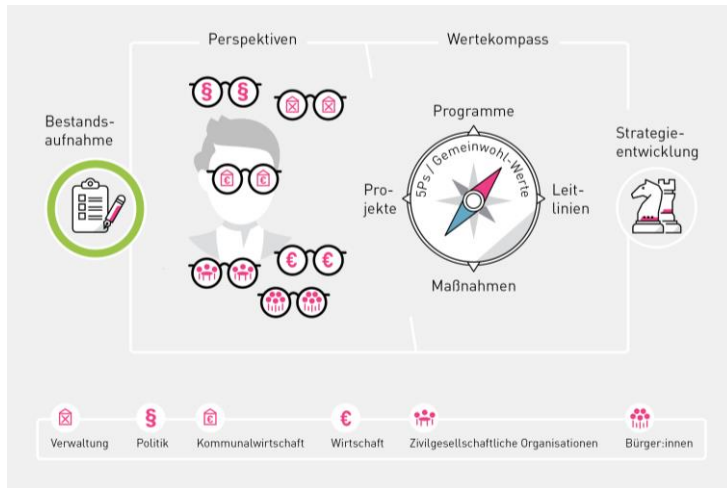 Perspektiven
Wertekompass
Bestands-
aufnahme
§ §
€ €
€ €
Programme
5Ps / Gemeinwohl-Werte
Pro-
jekte
Leit-
linien
Maßnahmen
Strategie-
entwicklung
§
€
€
Verwaltung
Politik
Kommunalwirtschaft
Wirtschaft
Zivilgesellschaftliche Organisationen
Bürger:innen